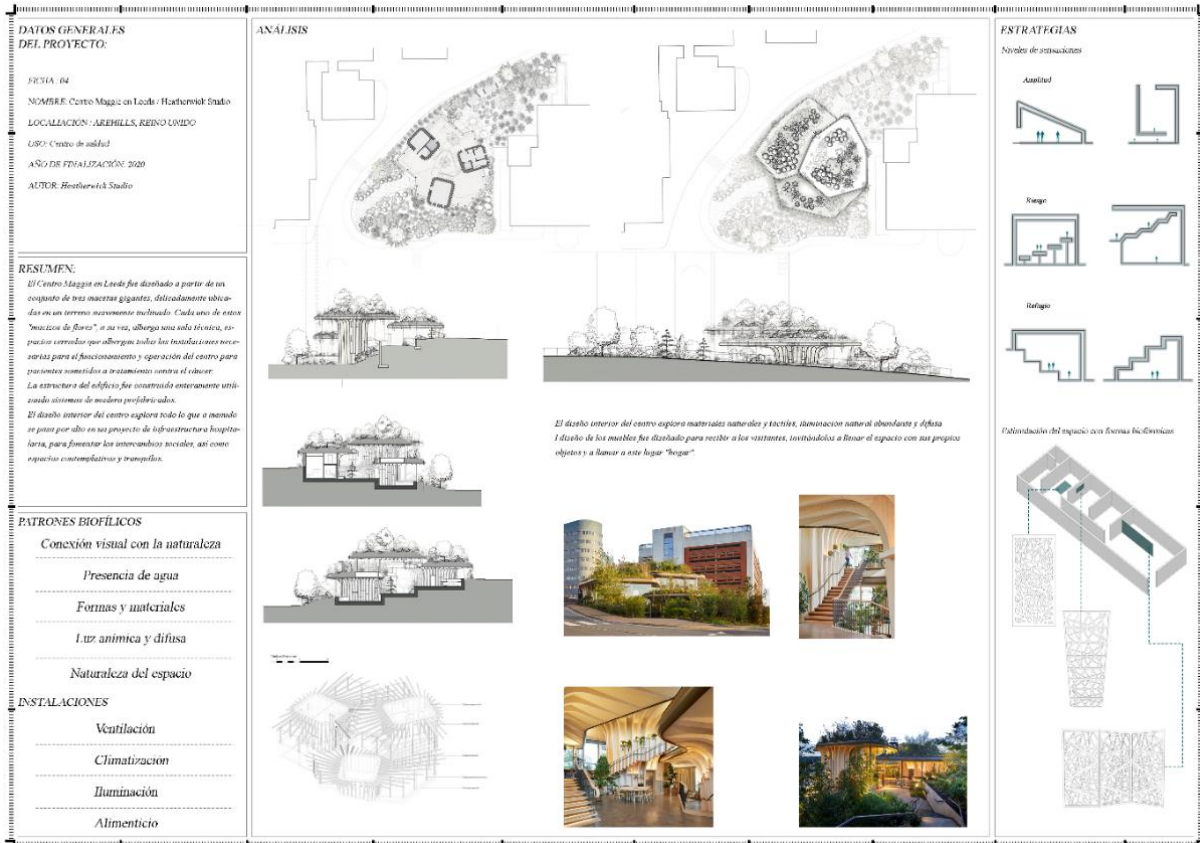 DATOS GENERALES
DEL PROYECTO:
FICHA : 04
NOMBRE: Centro Maggie en Leeds / Heatherwick Studio
LOCALIACIÓN : AREHILLS, REINO UNIDO
USO: Centro de saldud
AÑO DE FINALIZACIÓN: 2020
AUTOR: Heatherwick Studio
RESUMEN:
El Centro Maggie en Leeds fue diseñado a partir de un
conjunto de tres macetas gigantes, delicadamente ubica-
das en un terreno suavemente inclinado. Cada uno de estos
"macizos de flores", a su vez, alberga una sala técnica, es-
pacios cerrados que albergan todas las instalaciones nece-
sarias para el funcionamiento y operación del centro para
pacientes sometidos a tratamiento contra el cáncer.
La estructura del edificio fue construida enteramente utili-
zando sistemas de madera prefabricados.
El diseño interior del centro explora todo lo que a menudo
se pasa por alto en un proyecto de infraestructura hospita-
laria, para fomentar los intercambios sociales, así como
espacios contemplativos y tranquilos.
PATRONES BIOFÍLICOS
Conexión visual con la naturaleza
Presencia de agua
Formas y materiales
Luz anímica y difusa
Naturaleza del espacio
INSTALACIONES
Ventilación
Climatización
Iluminación
Alimenticio
ANÁLISIS
El diseño interior del centro explora materiales naturales y táctiles, iluminación natural abundante y difusa
l diseño de los muebles fue diseñado para recibir a los visitantes, invitándolos a llenar el espacio con sus propios
objetos y a llamar a este lugar "hogar".
ESTRATEGIAS
Niveles de sensaciones
Amplitud
Riesgo
Refugio
Estimulación del espacio con formas biofórmicas